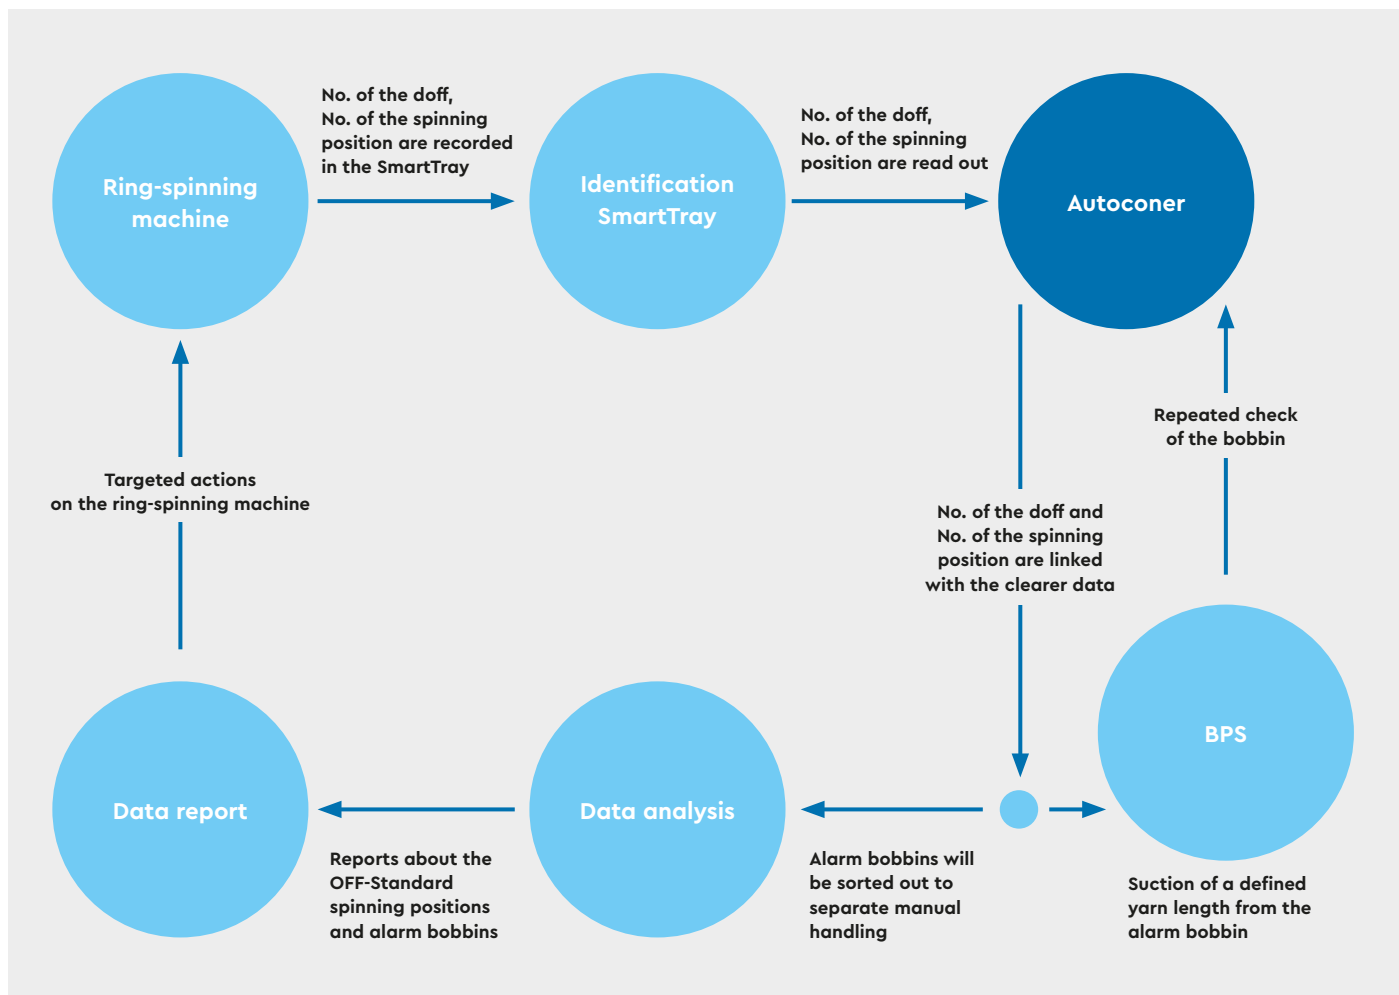 Ring-spinning
machine
No. of the doff,
No. of the spinning
position are recorded
in the SmartTray
Identification
SmartTray
No. of the doff,
No. of the spinning
position are read out
Autoconer
Repeated check
of the bobbin
Targeted actions
on the ring-spinning machine
No. of the doff and
No. of the spinning
position are linked
with the clearer data
BPS
Data report
Data analysis
Reports about the
OFF-Standard
spinning positions
and alarm bobbins
Alarm bobbins will
be sorted out to
separate manual
handling
Suction of a defined
yarn length from the
alarm bobbin